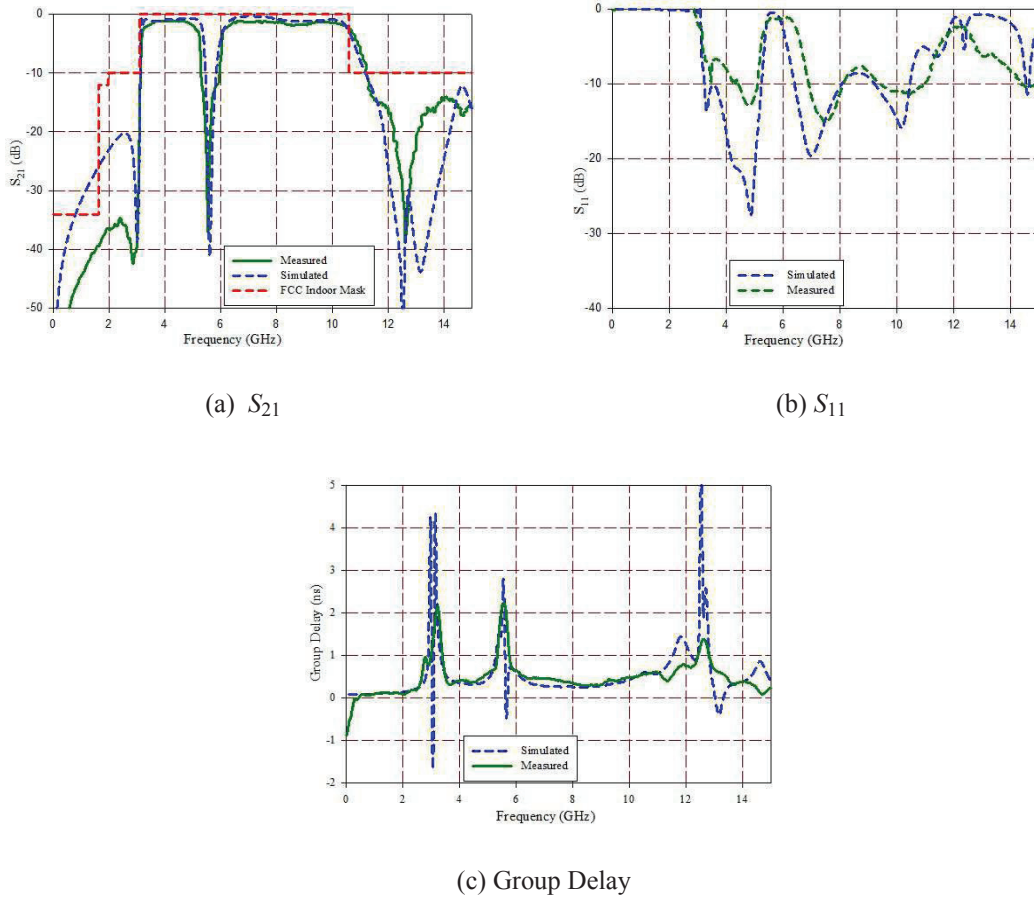 0
-10
-20
-30
-40
-50
S21 (dB)
0 2 4 6 8 10 12 14
Frequency (GHz)
Measured
Simulated
FCC Indoor Mask
(a) S21
0
-10
-20
-30
-40
S11 (dB)
0 2 4 6 8 10 12 14
Frequency (GHz)
Simulated
Measured
(b) S11
5
4
3
2
1
0
-1
-2
Group Delay (ns)
0 2 4 6 8 10 12 14
Frequency (GHz)
Simulated
Measured
(c) Group Delay